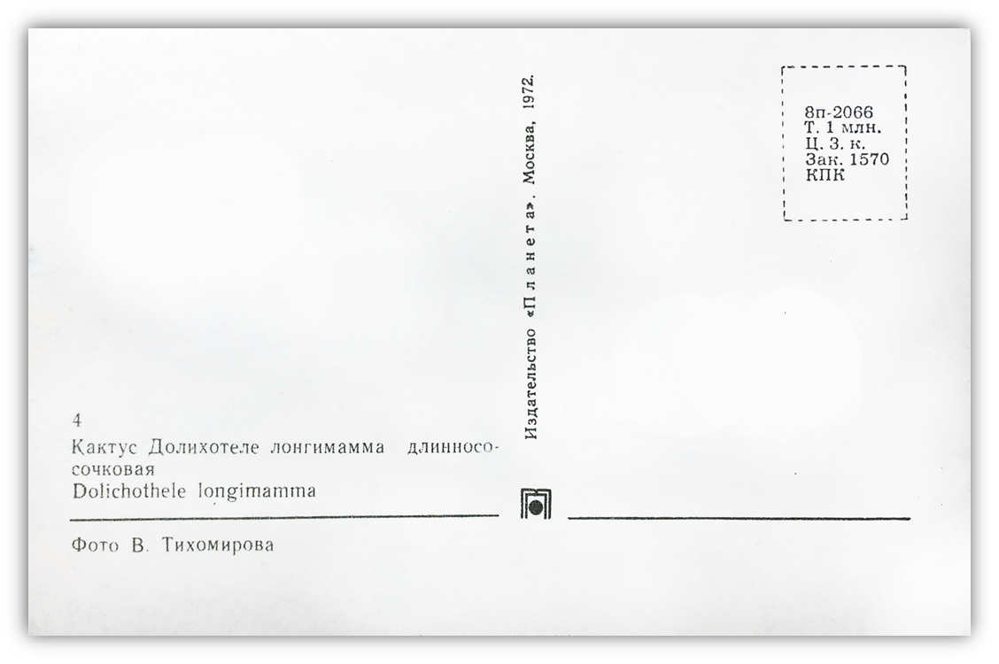 4
Кактус Долихотеле лонгимамма длинносо-
сочковая
Dolichothele longimamma
Фото В. Тихомирова
Издательство «Планета». Москва, 1972.
8п-2066
Т. 1 млн.
Ц. 3. к.
Зак. 1570
КПК